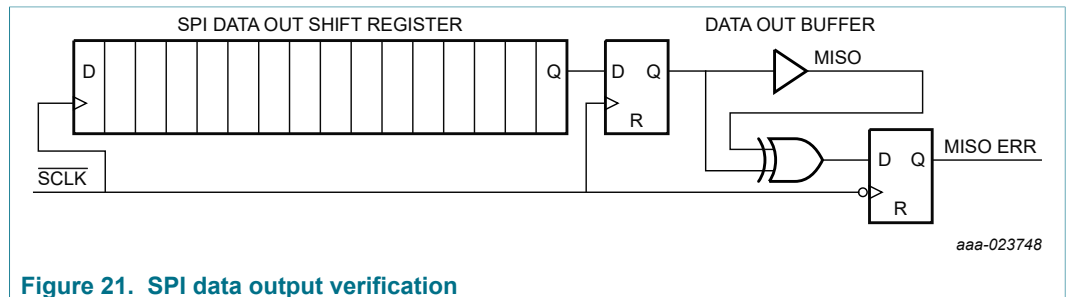 SPI DATA OUT SHIFT REGISTER
DATA OUT BUFFER
D
Q
D
Q
R
MISO
SCLK
D
Q
R
MISO ERR
aaa-023748
Figure 21. SPI data output verification